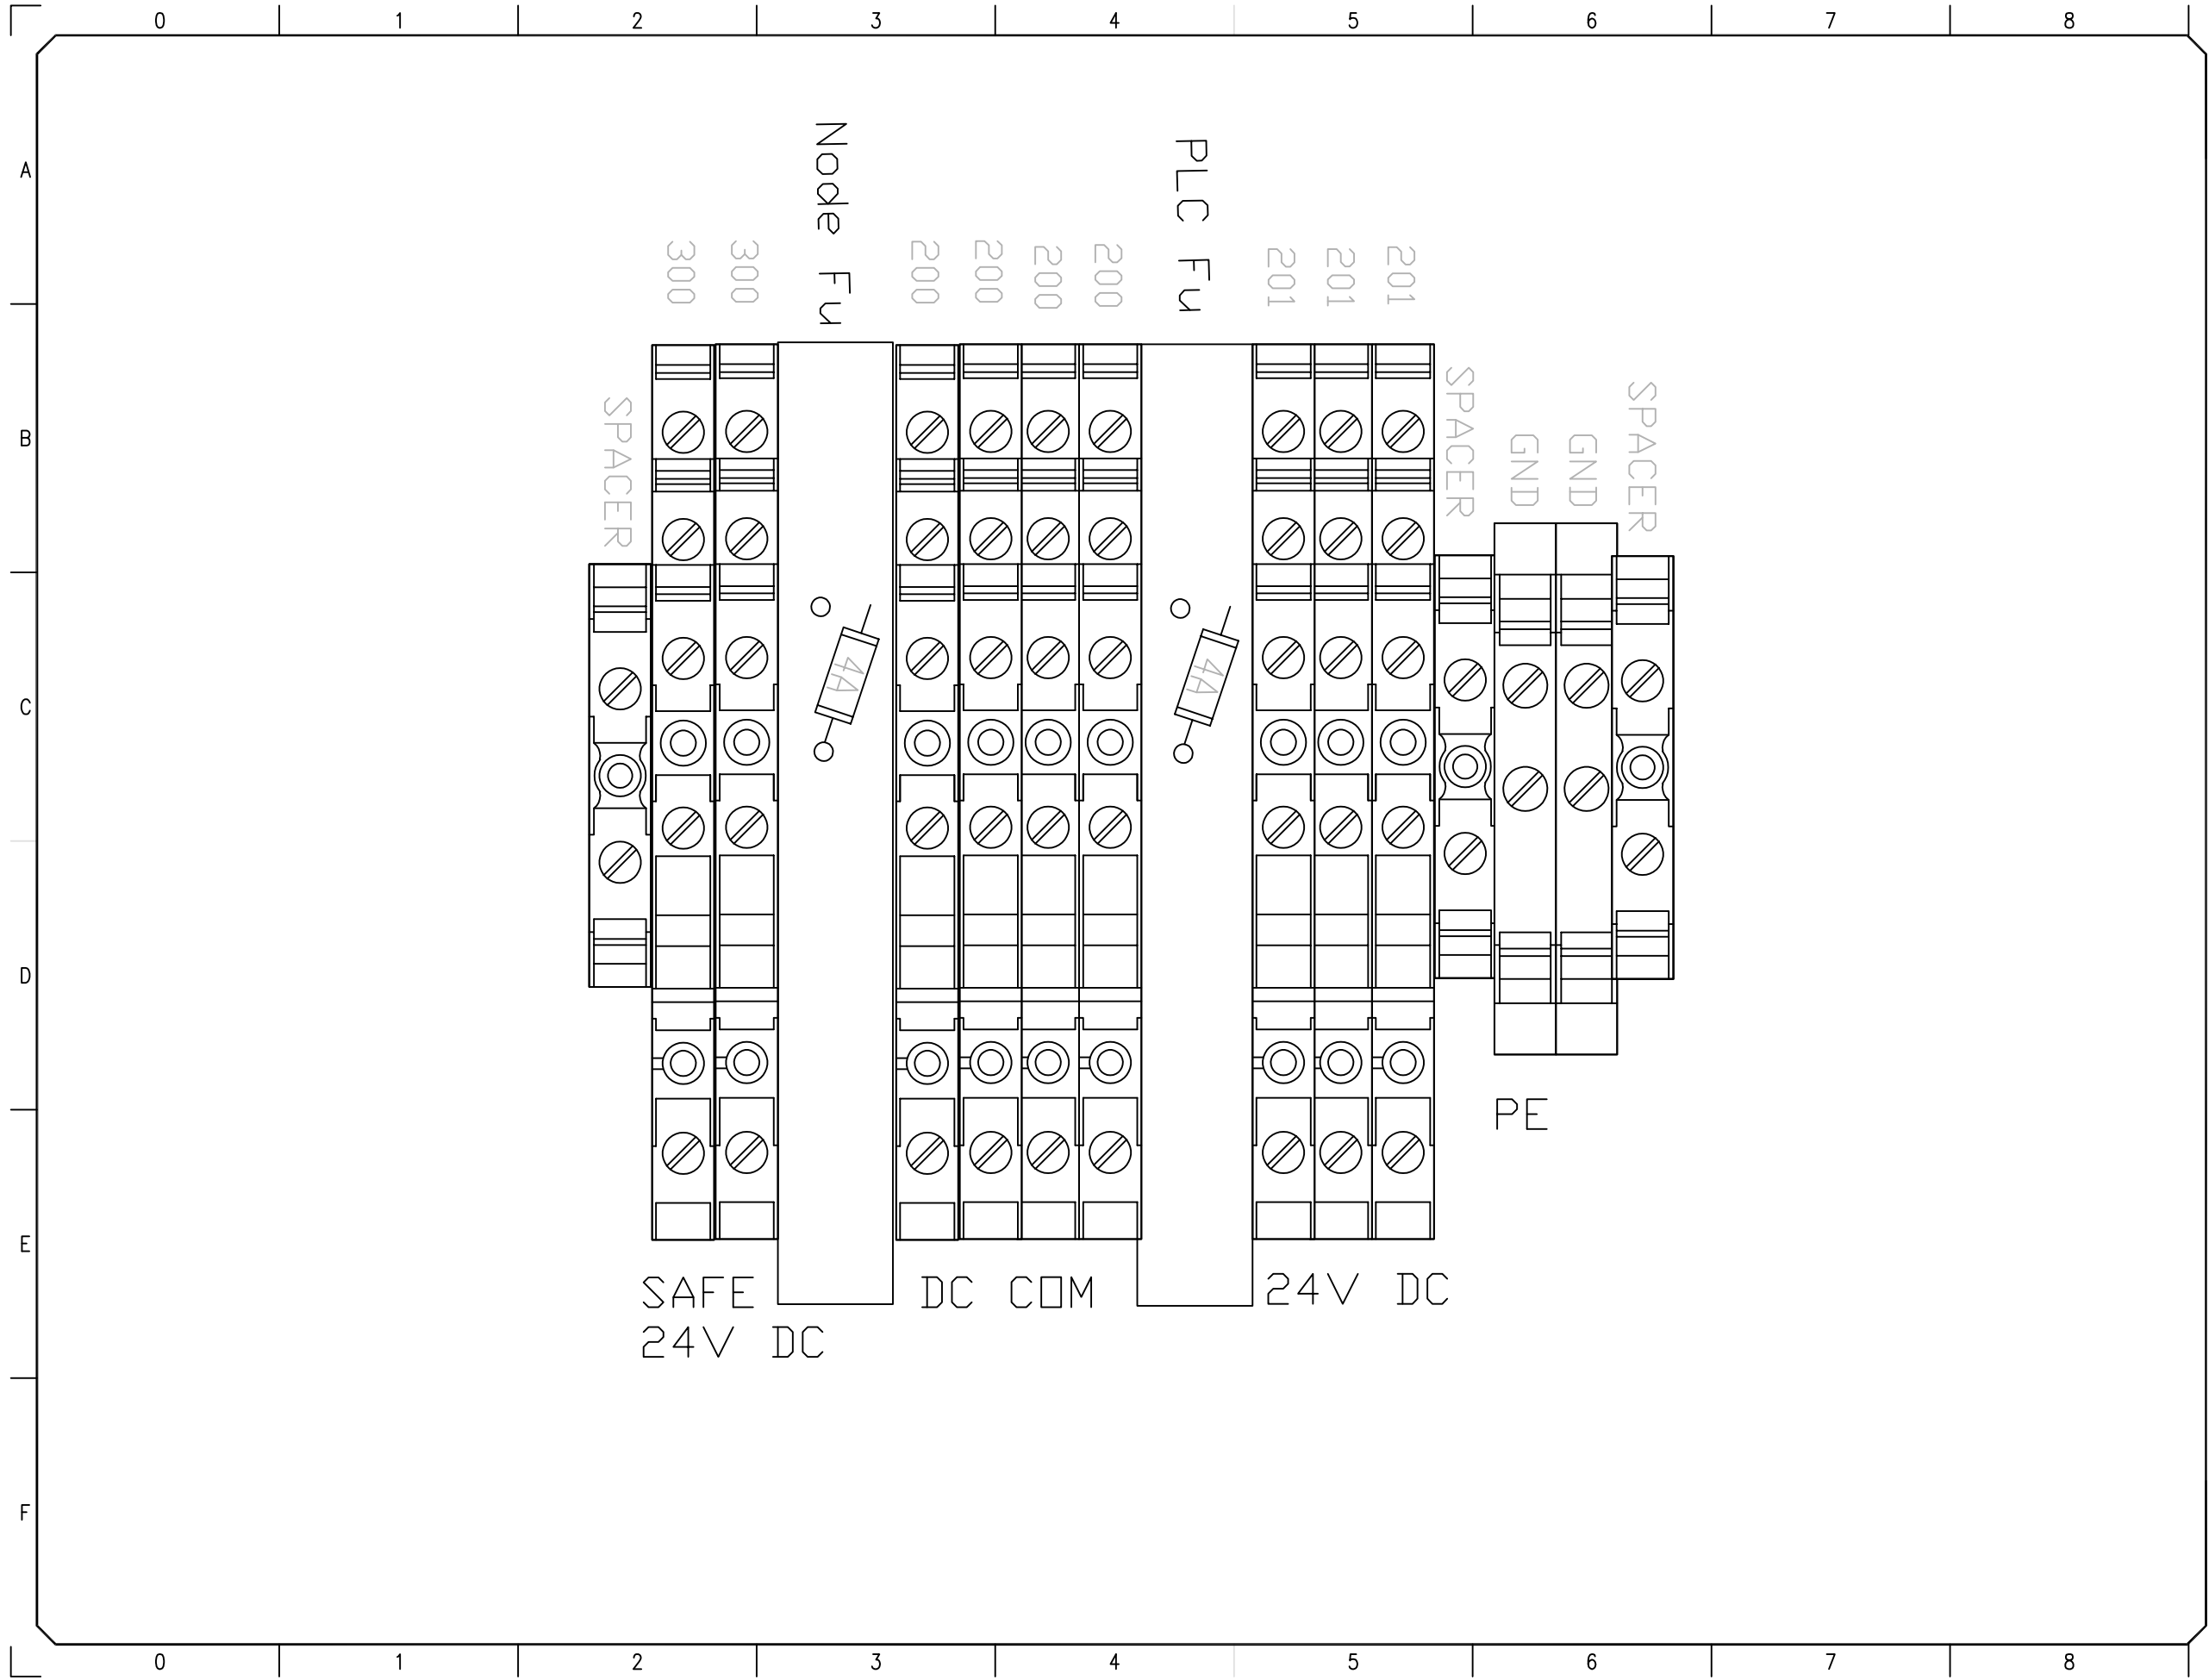 0 1 2 3 4 5 6 7 8
A
B
C
D
E
F
Node Fu
PLC Fu
300 300 200 200 200 200 201 201 201
SPACER
SPACER
GND
GND
SPACER
4A
4A
PE
SAFE
24V DC
DC COM
24V DC
0 1 2 3 4 5 6 7 8